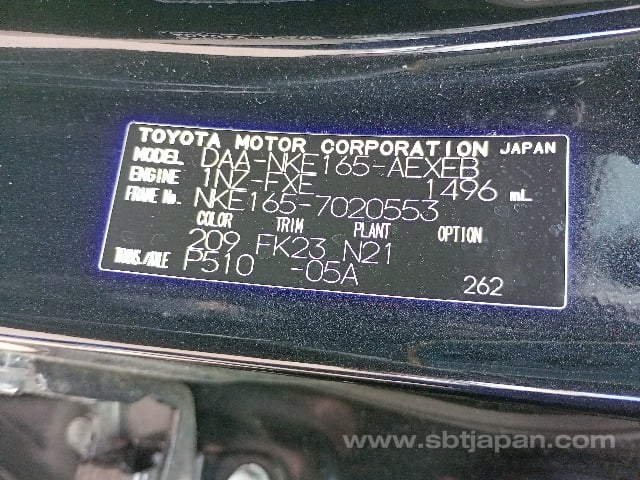 TOYOTA MOTOR CORPORATION JAPAN
MODEL DAA-NKE165-AEXEB
ENGINE 1NZ-FXE 1496 mL
FRAME No. NKE165-7020553
COLOR TRIM PLANT OPTION
209 FK23 N21
TRANS./AXLE P510 -05A 262
www.sbtjapan.com